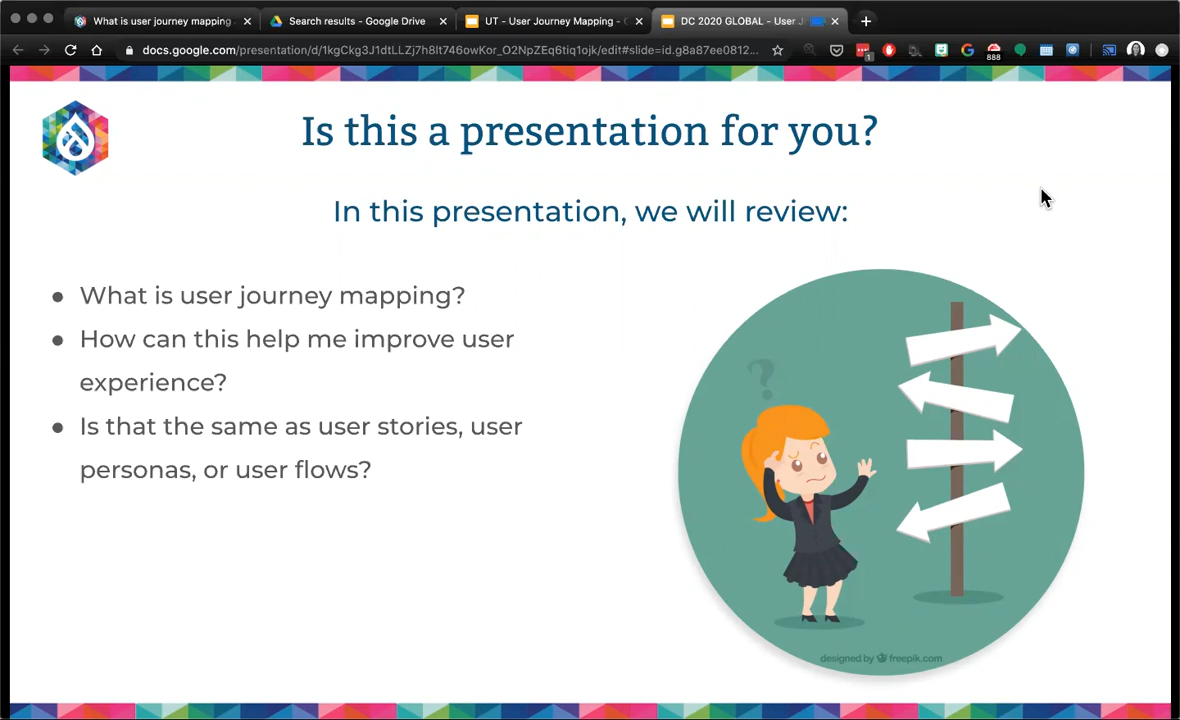 What is user journey mapping
Search results - Google Drive
UT - User Journey Mapping -
DC 2020 GLOBAL - User J
docs.google.com/presentation/d/1kgCkg3J1dtLLZj7h8lt746owKor_O2NpZEq6tiq1ojk/edit#slide=id.g8a87ee0812...
1
888
Is this a presentation for you?
In this presentation, we will review:
● What is user journey mapping?
● How can this help me improve user
experience?
● Is that the same as user stories, user
personas, or user flows?
?
designed by freepik.com